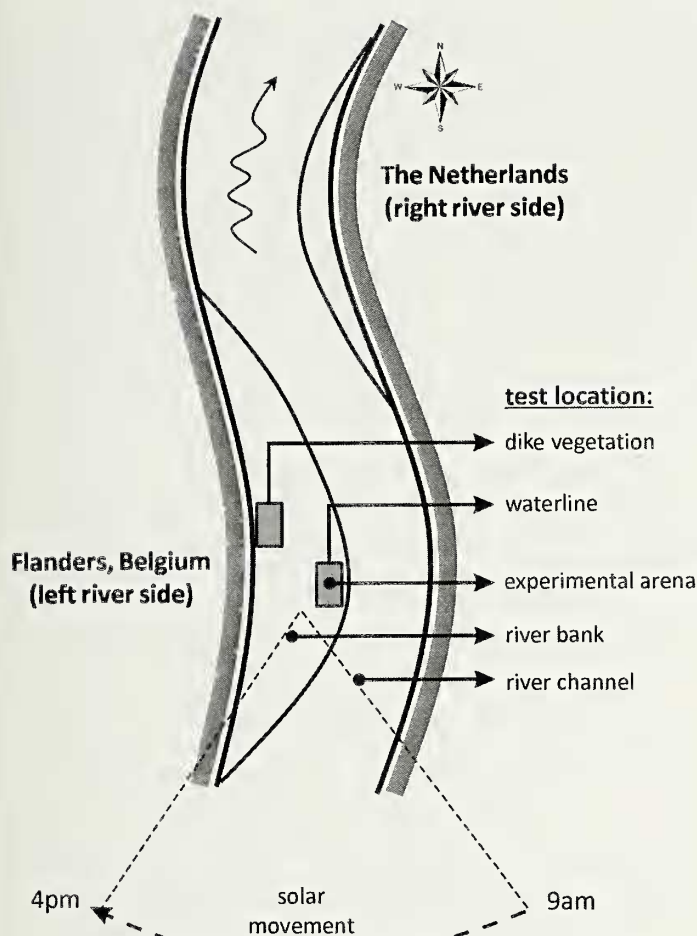 N
W
E
S
The Netherlands
(right river side)
test location:
dike vegetation
waterline
Flanders, Belgium
(left river side)
experimental arena
river bank
river channel
4pm
solar
movement
9am